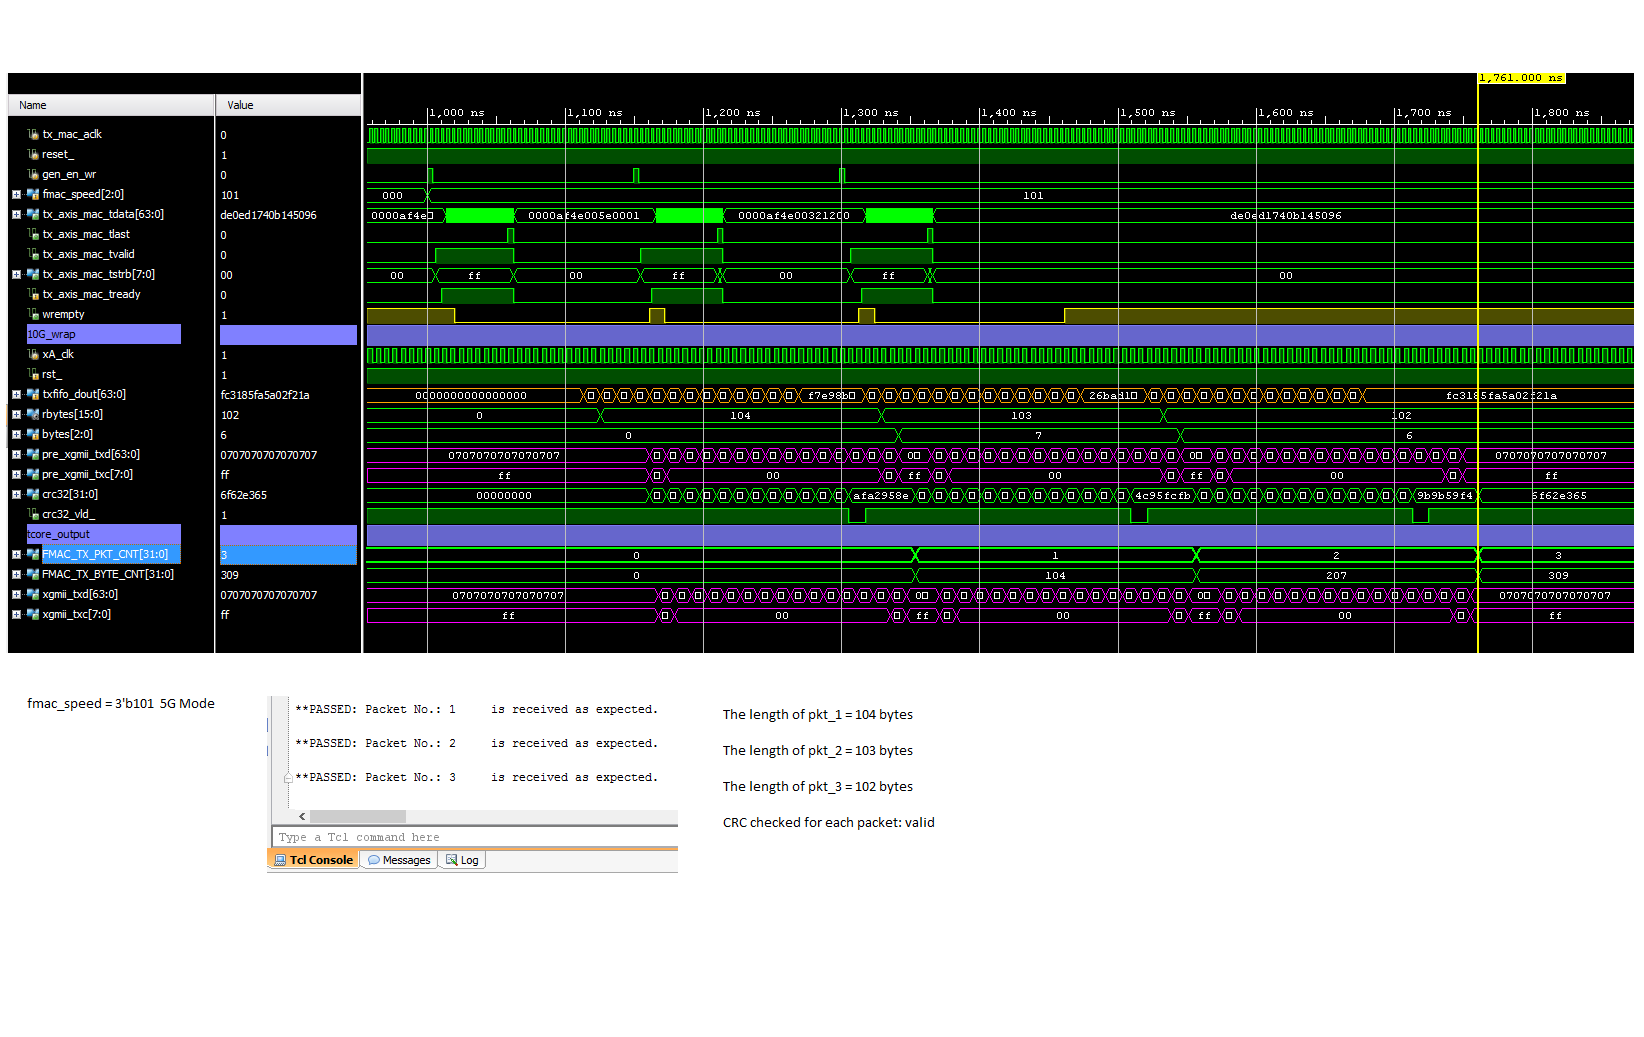 1,761.000 ns
Name Value
1,000 ns 1,100 ns 1,200 ns 1,300 ns 1,400 ns 1,500 ns 1,600 ns 1,700 ns 1,800 ns
tx_mac_aclk 0
reset_ 1
gen_en_wr 0
fmac_speed[2:0] 101 000 101
tx_axis_mac_tdata[63:0] de0ed1740b145096 0000af4e 0000af4e005e0001 0000af4e00321200 de0ed1740b145096
tx_axis_mac_tlast 0
tx_axis_mac_tvalid 0
tx_axis_mac_tstrb[7:0] 00 00 ff 00 ff 00 ff 00
tx_axis_mac_tready 0
wrempty 1
10G_wrap
xA_clk 1
rst_ 1
txfifo_dout[63:0] fc3185fa5a02f21a 0000000000000000 f7e98b 26bad1 fc3185fa5a02f21a
rbytes[15:0] 102 0 104 103 102
bytes[2:0] 6 0 7 6
pre_xgmii_txd[63:0] 0707070707070707 0707070707070707 0 0 0707070707070707
pre_xgmii_txc[7:0] ff ff 00 ff 00 ff 00 ff
crc32[31:0] 6f62e365 00000000 afa2958e 4c95fcfb 9b9b59f4 6f62e365
crc32_vld_ 1
tcore_output
FMAC_TX_PKT_CNT[31:0] 3 0 1 2 3
FMAC_TX_BYTE_CNT[31:0] 309 0 104 207 309
xgmii_txd[63:0] 0707070707070707 0707070707070707 0 0 0707070707070707
xgmii_txc[7:0] ff ff 00 ff 00 ff 00 ff
fmac_speed = 3'b101 5G Mode
**PASSED: Packet No.: 1 is received as expected.
**PASSED: Packet No.: 2 is received as expected.
**PASSED: Packet No.: 3 is received as expected.
Type a Tcl command here
Tcl Console Messages Log
The length of pkt_1 = 104 bytes
The length of pkt_2 = 103 bytes
The length of pkt_3 = 102 bytes
CRC checked for each packet: valid